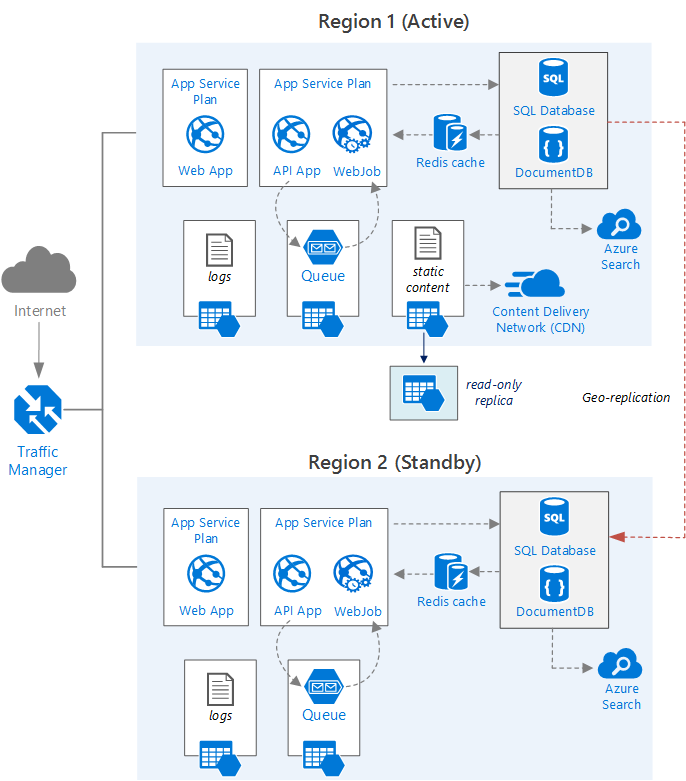 Region 1 (Active)
App Service
Plan
Web App
App Service Plan
API App
WebJob
Redis cache
SQL
SQL Database
{ }
DocumentDB
Azure
Search
logs
Queue
static
content
Content Delivery
Network (CDN)
Internet
Traffic
Manager
read-only
replica
Geo-replication
Region 2 (Standby)
App Service
Plan
Web App
App Service Plan
API App
WebJob
Redis cache
SQL
SQL Database
{ }
DocumentDB
Azure
Search
logs
Queue